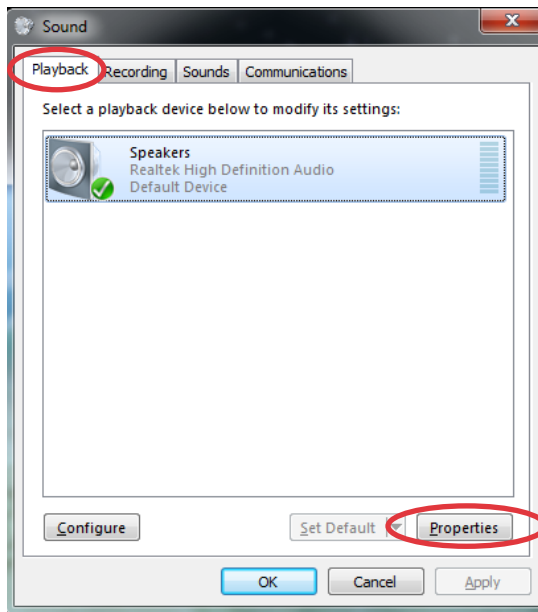 Sound
Playback Recording Sounds Communications
Select a playback device below to modify its settings:
Speakers
Realtek High Definition Audio
Default Device
Configure Set Default Properties
OK Cancel Apply